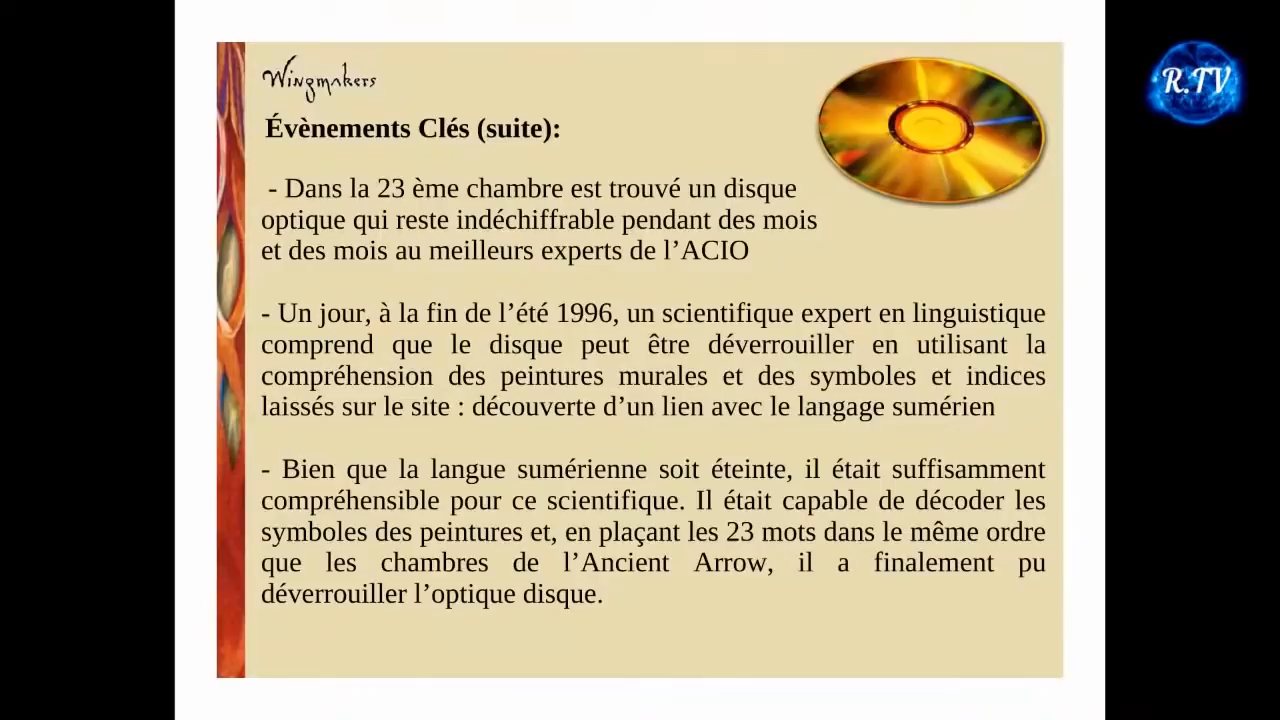 Wingmakers
R.TV
Évènements Clés (suite):
- Dans la 23 ème chambre est trouvé un disque
optique qui reste indéchiffrable pendant des mois
et des mois au meilleurs experts de l’ACIO
- Un jour, à la fin de l’été 1996, un scientifique expert en linguistique
comprend que le disque peut être déverrouiller en utilisant la
compréhension des peintures murales et des symboles et indices
laissés sur le site : découverte d’un lien avec le langage sumérien
- Bien que la langue sumérienne soit éteinte, il était suffisamment
compréhensible pour ce scientifique. Il était capable de décoder les
symboles des peintures et, en plaçant les 23 mots dans le même ordre
que les chambres de l’Ancient Arrow, il a finalement pu
déverrouiller l’optique disque.